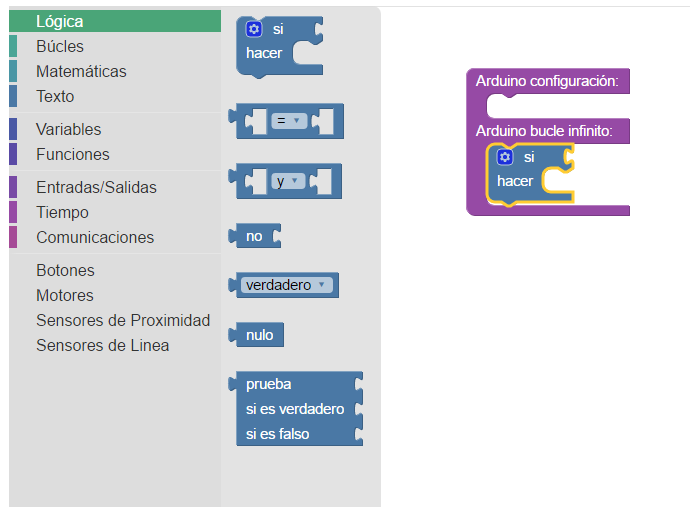 Lógica
Búcles
Matemáticas
Texto
Variables
Funciones
Entradas/Salidas
Tiempo
Comunicaciones
Botones
Motores
Sensores de Proximidad
Sensores de Linea
si
hacer
=
y
no
verdadero
nulo
prueba
si es verdadero
si es falso
Arduino configuración:
Arduino bucle infinito:
si
hacer